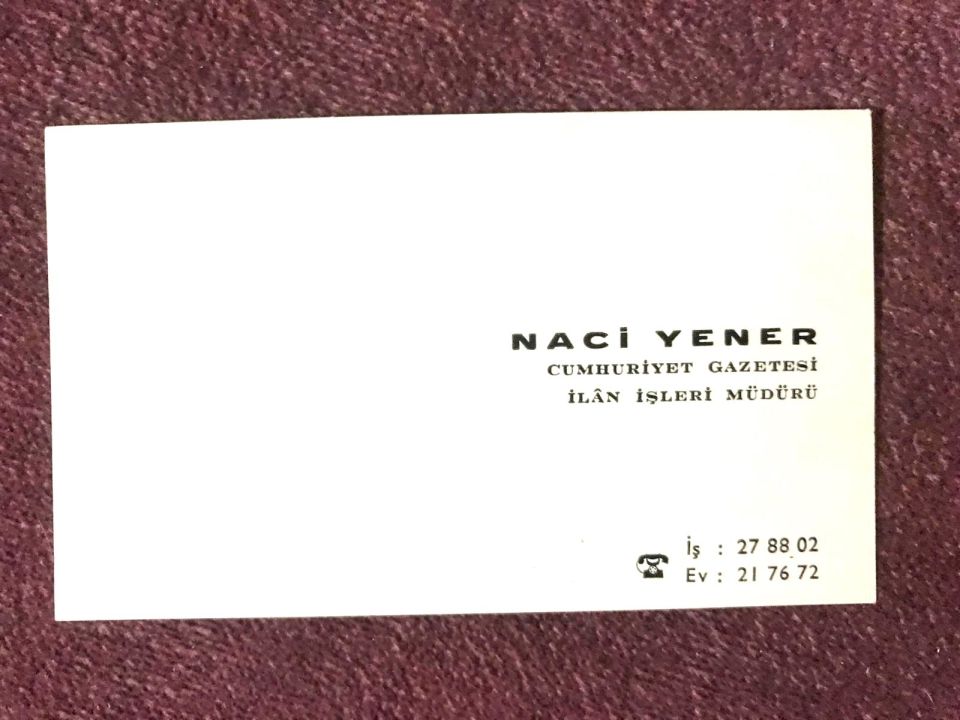 NACİ YENER
CUMHURİYET GAZETESİ
İLÂN İŞLERİ MÜDÜRÜ
İş : 27 88 02
Ev : 21 76 72